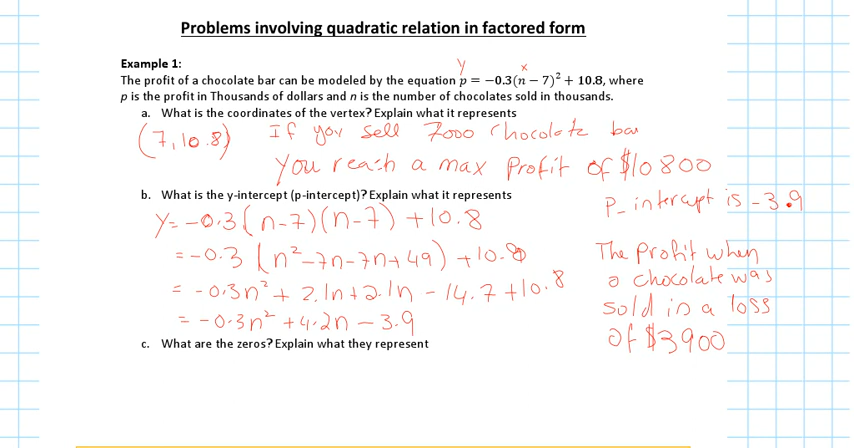 Problems involving quadratic relation in factored form
Example 1:
y x
The profit of a chocolate bar can be modeled by the equation p = −0.3(n − 7)² + 10.8, where
p is the profit in Thousands of dollars and n is the number of chocolates sold in thousands.
a. What is the coordinates of the vertex? Explain what it represents
(7, 10.8) If you sell 7000 chocolate bar
You reach a max Profit of $10800
b. What is the y-intercept (p-intercept)? Explain what it represents
P_intercept is -3.9
y = -0.3(n-7)(n-7) +10.8
= -0.3 (n²-7n-7n+49) +10.8
= -0.3n² + 2.1n+2.1n - 14.7 +10.8
= -0.3n² +4.2n -3.9
The Profit when
o chocolate was
sold is a loss
of $3900
c. What are the zeros? Explain what they represent